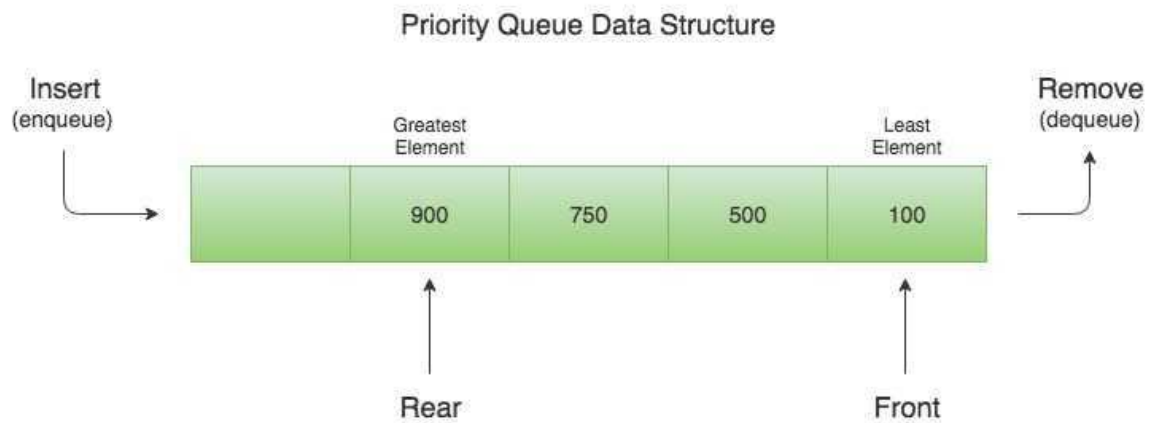 Priority Queue Data Structure
Insert
(enqueue)
Remove
(dequeue)
Greatest
Element
Least
Element
900 750 500 100
Rear
Front